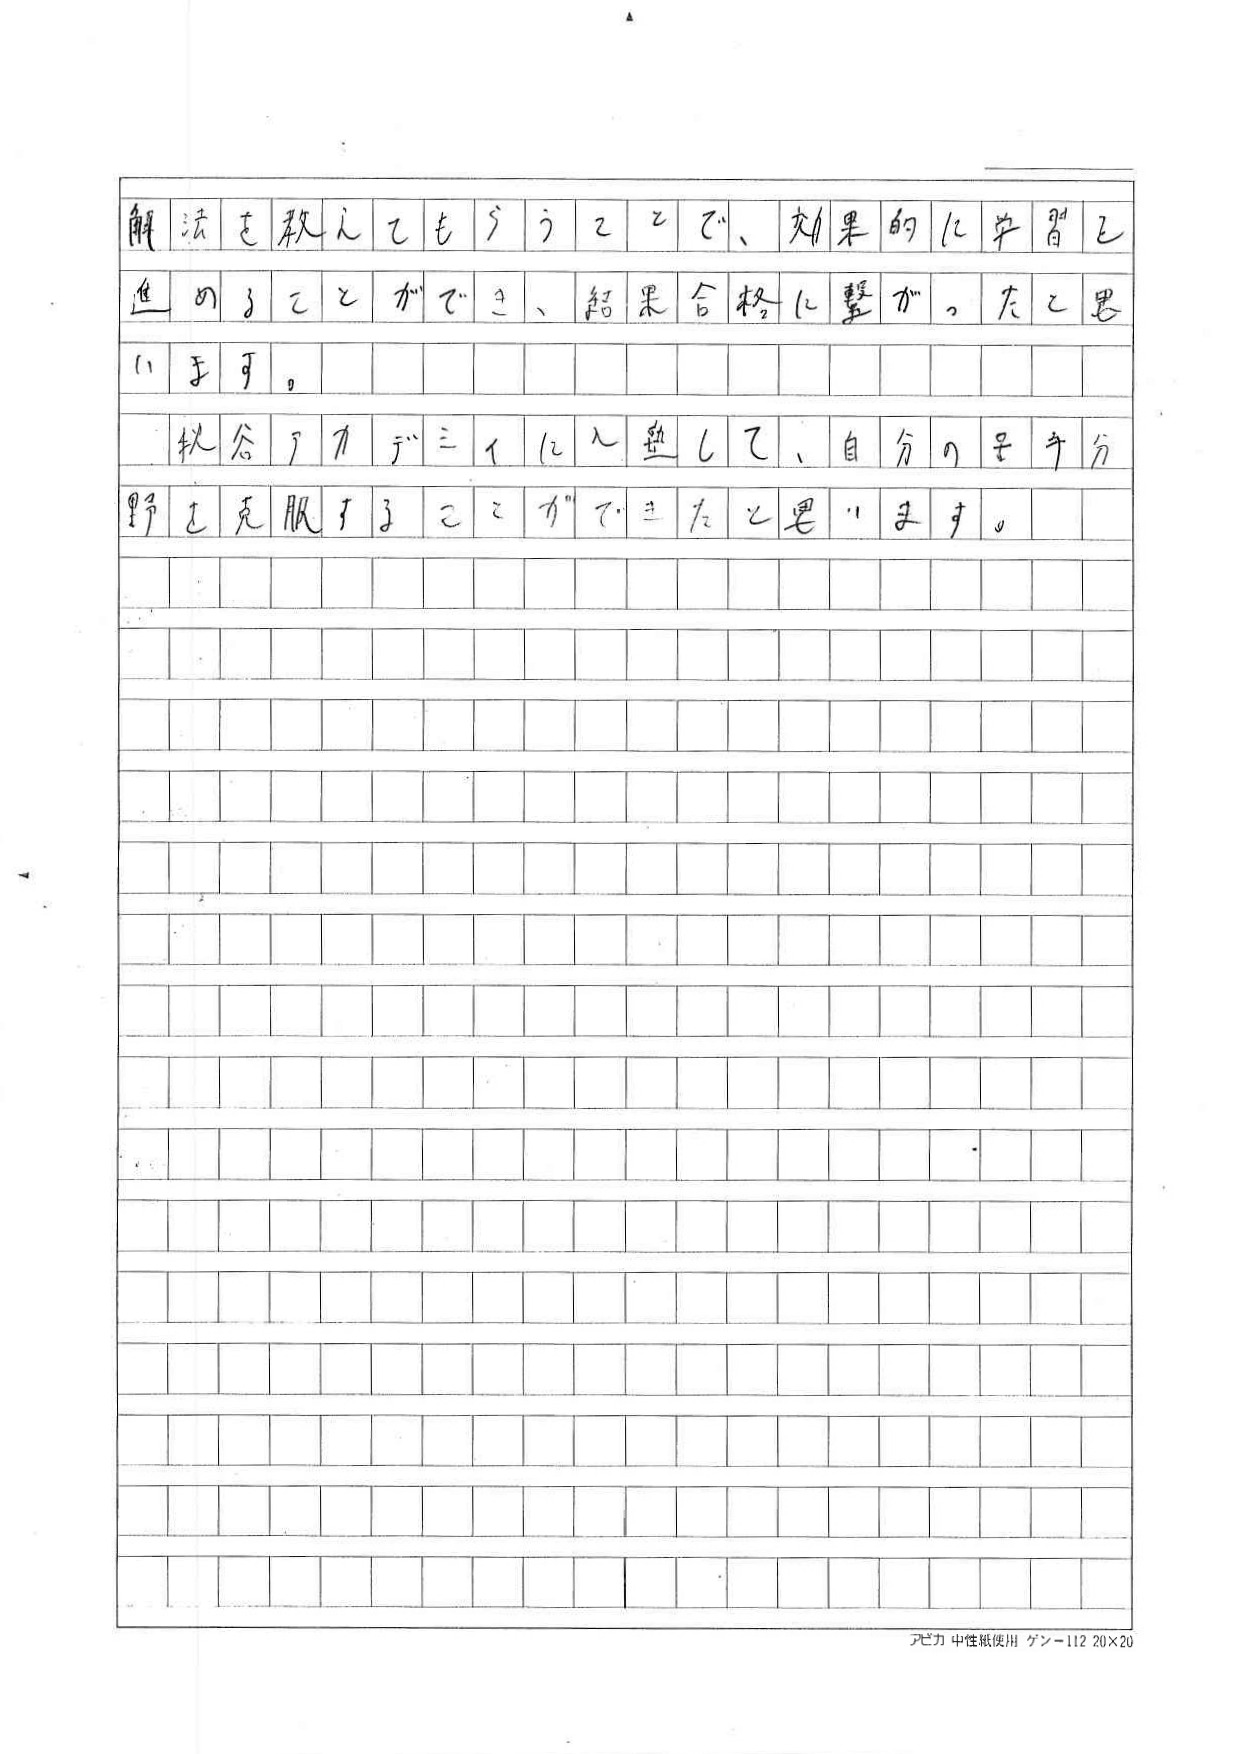 解法を教えてもらうことで、効果的に学習を
進めることができ、結果合格に繋がったと思
います。
秋谷アカデミィに入塾して、自分の苦手分
野を克服することができたと思います。
アピカ 中性紙使用 ゲンー112 20×20